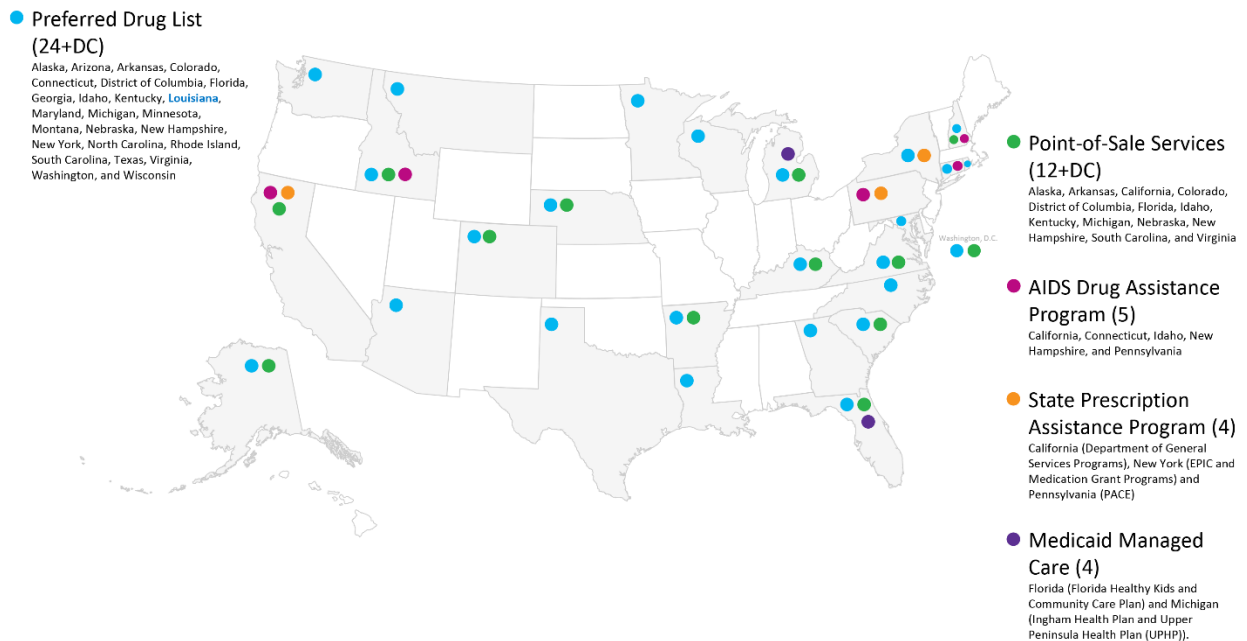 Preferred Drug List
(24+DC)
Alaska, Arizona, Arkansas, Colorado,
Connecticut, District of Columbia, Florida,
Georgia, Idaho, Kentucky, Louisiana,
Maryland, Michigan, Minnesota,
Montana, Nebraska, New Hampshire,
New York, North Carolina, Rhode Island,
South Carolina, Texas, Virginia,
Washington, and Wisconsin
Washington, D.C.
Point-of-Sale Services
(12+DC)
Alaska, Arkansas, California, Colorado,
District of Columbia, Florida, Idaho,
Kentucky, Michigan, Nebraska, New
Hampshire, South Carolina, and Virginia
AIDS Drug Assistance
Program (5)
California, Connecticut, Idaho, New
Hampshire, and Pennsylvania
State Prescription
Assistance Program (4)
California (Department of General
Services Programs), New York (EPIC and
Medication Grant Programs) and
Pennsylvania (PACE)
Medicaid Managed
Care (4)
Florida (Florida Healthy Kids and
Community Care Plan) and Michigan
(Ingham Health Plan and Upper
Peninsula Health Plan (UPHP)).